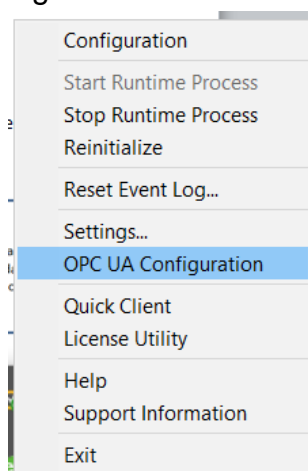 Configuration
Start Runtime Process
Stop Runtime Process
Reinitialize
Reset Event Log...
Settings...
OPC UA Configuration
Quick Client
License Utility
Help
Support Information
Exit